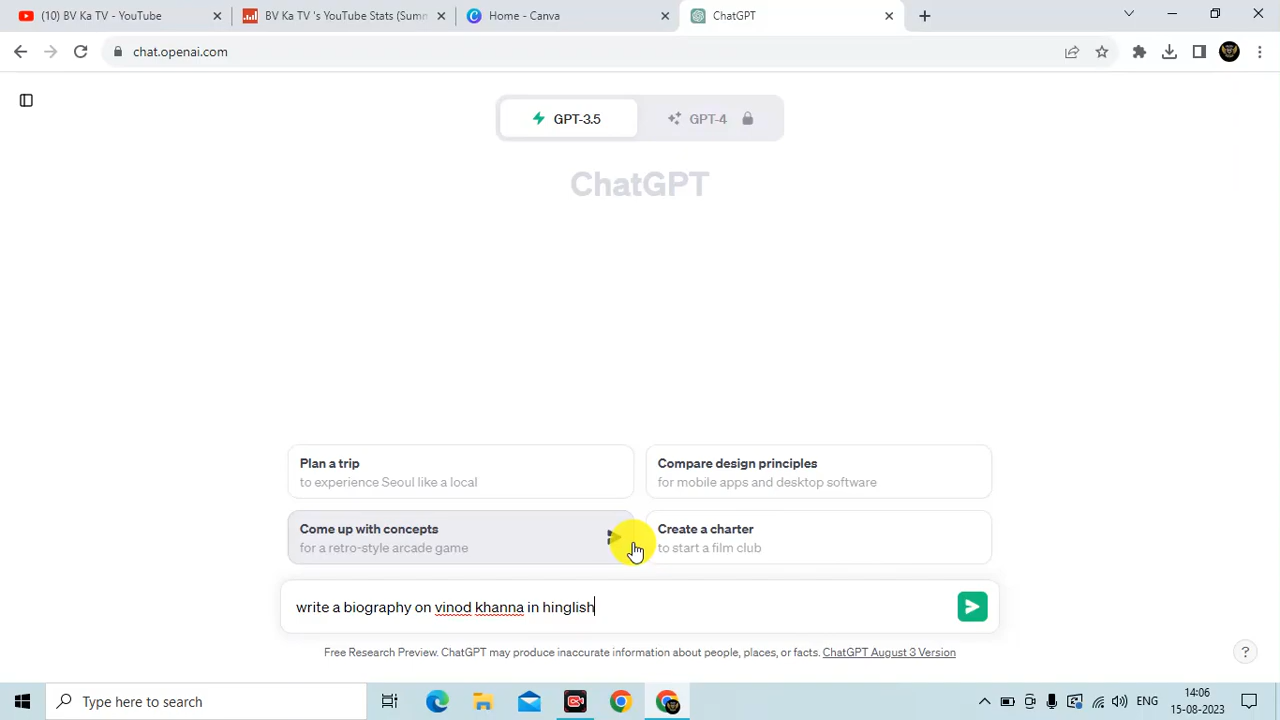 (10) BV Ka TV - YouTube
BV Ka TV 's YouTube Stats (Sum
Home - Canva
ChatGPT
chat.openai.com
GPT-3.5
GPT-4
ChatGPT
Plan a trip
to experience Seoul like a local
Compare design principles
for mobile apps and desktop software
Come up with concepts
for a retro-style arcade game
Create a charter
to start a film club
write a biography on vinod khanna in hinglish
Free Research Preview. ChatGPT may produce inaccurate information about people, places, or facts. ChatGPT August 3 Version
?
Type here to search
ENG
14:06
15-08-2023